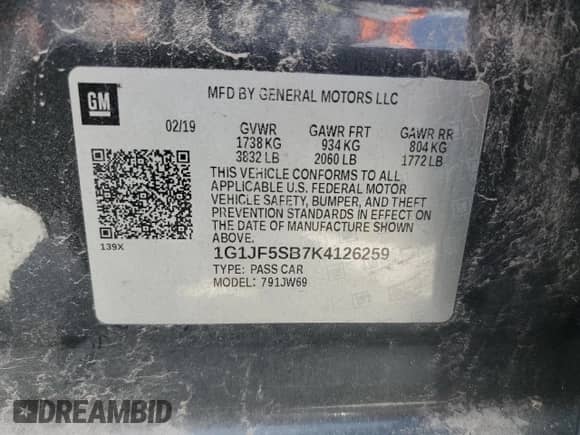 GM
MFD BY GENERAL MOTORS LLC
02/19 GVWR GAWR FRT GAWR RR
1738 KG 934 KG 804 KG
3832 LB 2060 LB 1772 LB
THIS VEHICLE CONFORMS TO ALL
APPLICABLE U.S. FEDERAL MOTOR
VEHICLE SAFETY, BUMPER, AND THEFT
PREVENTION STANDARDS IN EFFECT ON
THE DATE OF MANUFACTURE SHOWN
ABOVE.
139X
1G1JF5SB7K4126259
TYPE: PASS CAR
MODEL: 791JW69
DREAMBID